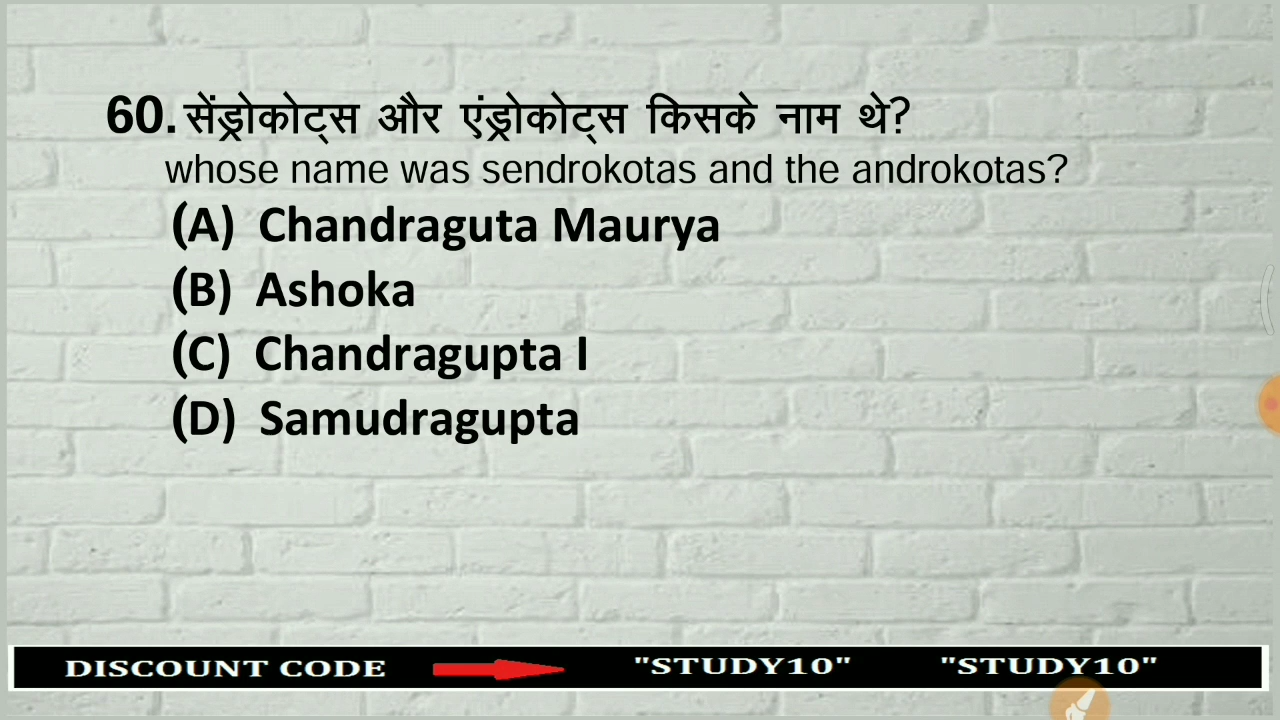 60. सेंड्रोकोट्स और एंड्रोकोट्स किसके नाम थे?
whose name was sendrokotas and the androkotas?
(A) Chandraguta Maurya
(B) Ashoka
(C) Chandragupta I
(D) Samudragupta
DISCOUNT CODE "STUDY10" "STUDY10"